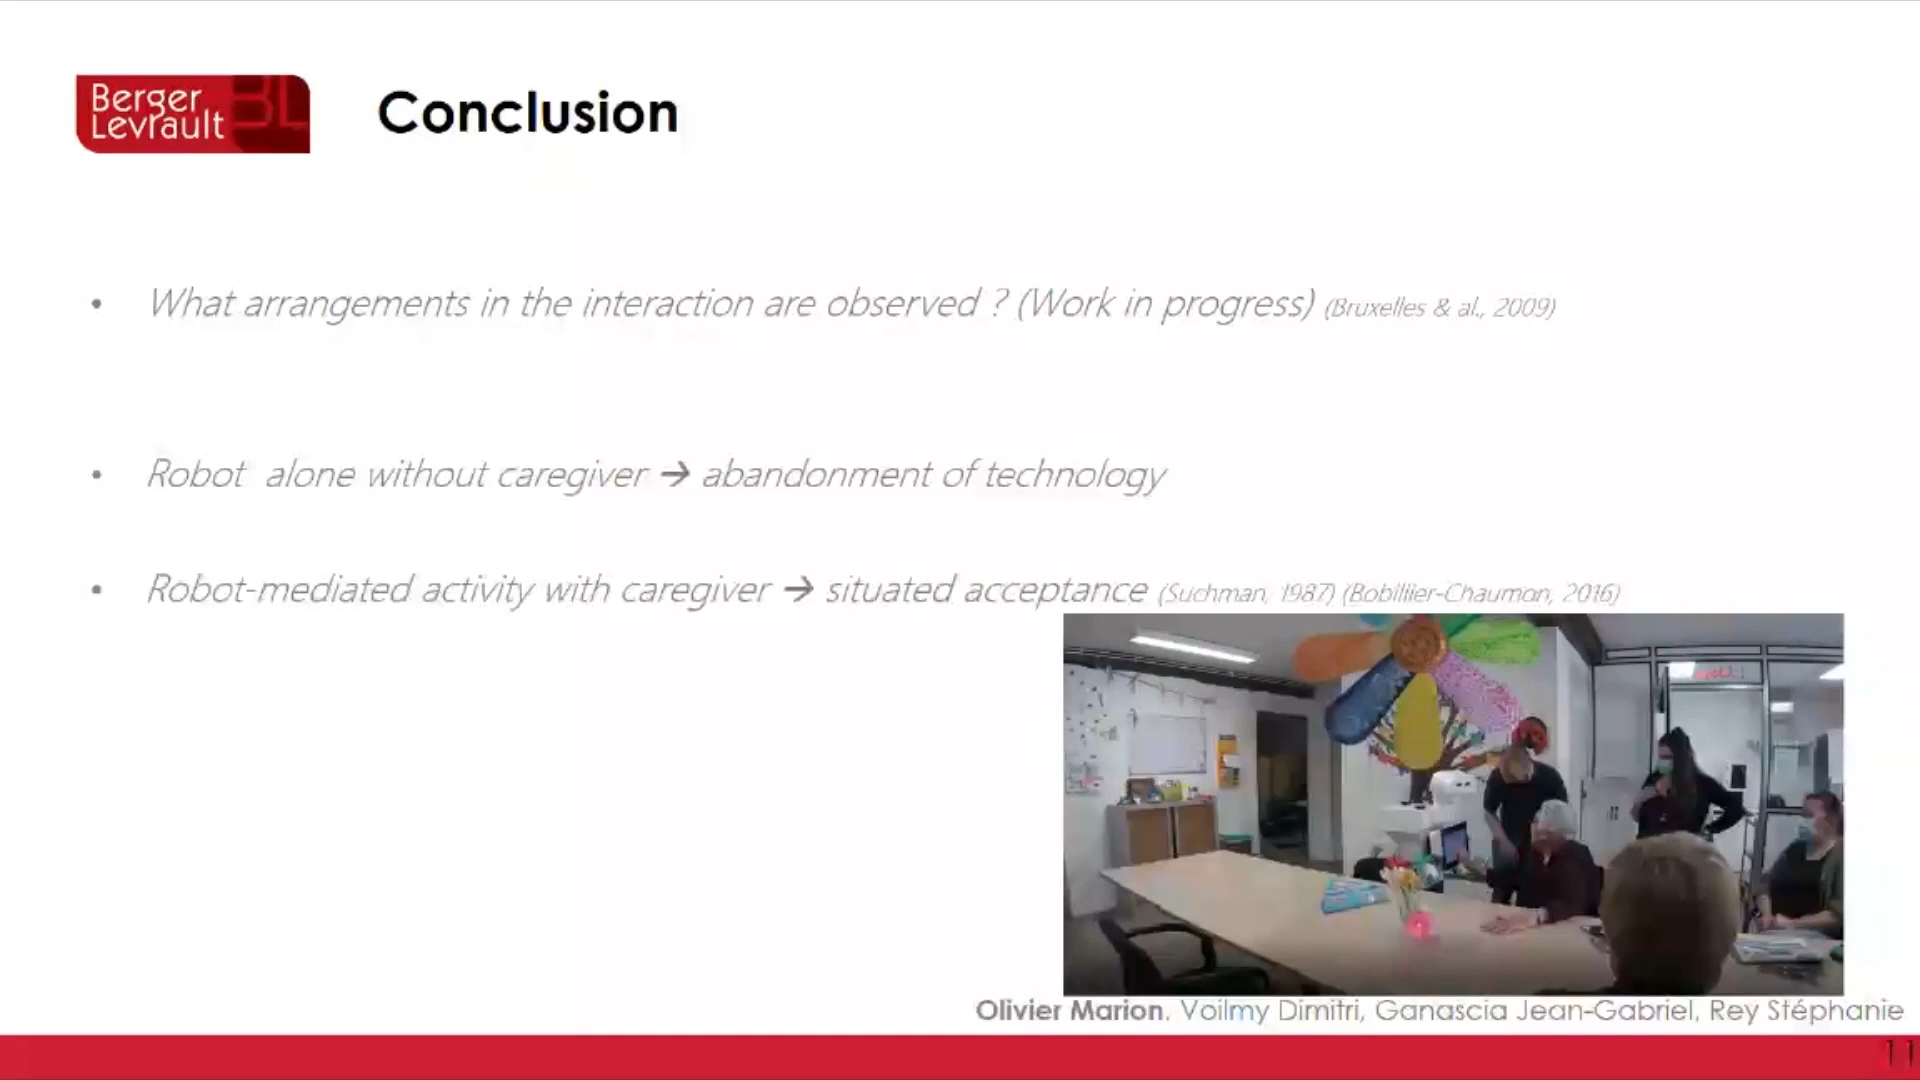 Berger
Levrault
BL
Conclusion
• What arrangements in the interaction are observed ? (Work in progress) (Bruxelles & al., 2009)
• Robot alone without caregiver → abandonment of technology
• Robot-mediated activity with caregiver → situated acceptance (Suchman, 1987) (Bobillier-Chaumon, 2016)
Olivier Marion, Voilmy Dimitri, Ganascia Jean-Gabriel, Rey Stéphanie
11